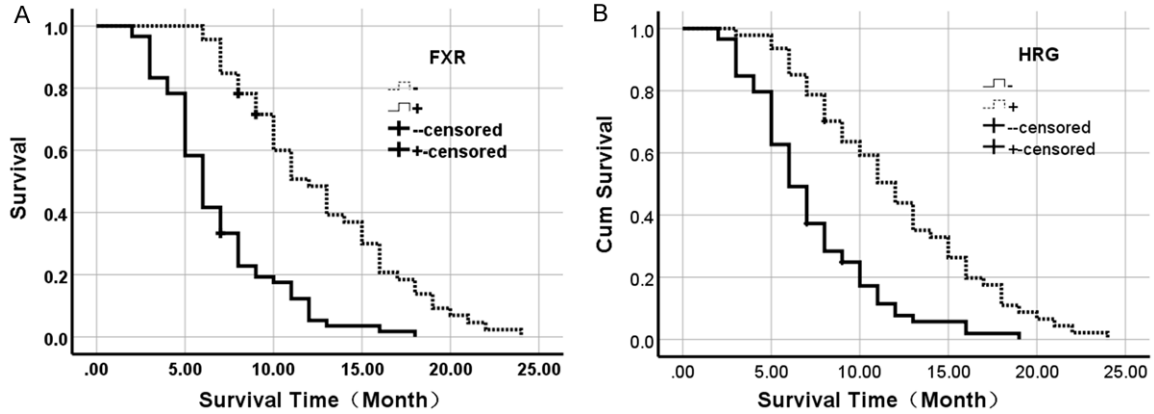 A
FXR
-
+
--censored
+-censored
1.0
0.8
0.6
0.4
0.2
0.0
Survival
.00 5.00 10.00 15.00 20.00 25.00
Survival Time（Month）
B
HRG
-
+
--censored
+-censored
1.0
0.8
0.6
0.4
0.2
0.0
Cum Survival
.00 5.00 10.00 15.00 20.00 25.00
Survival Time（Month）